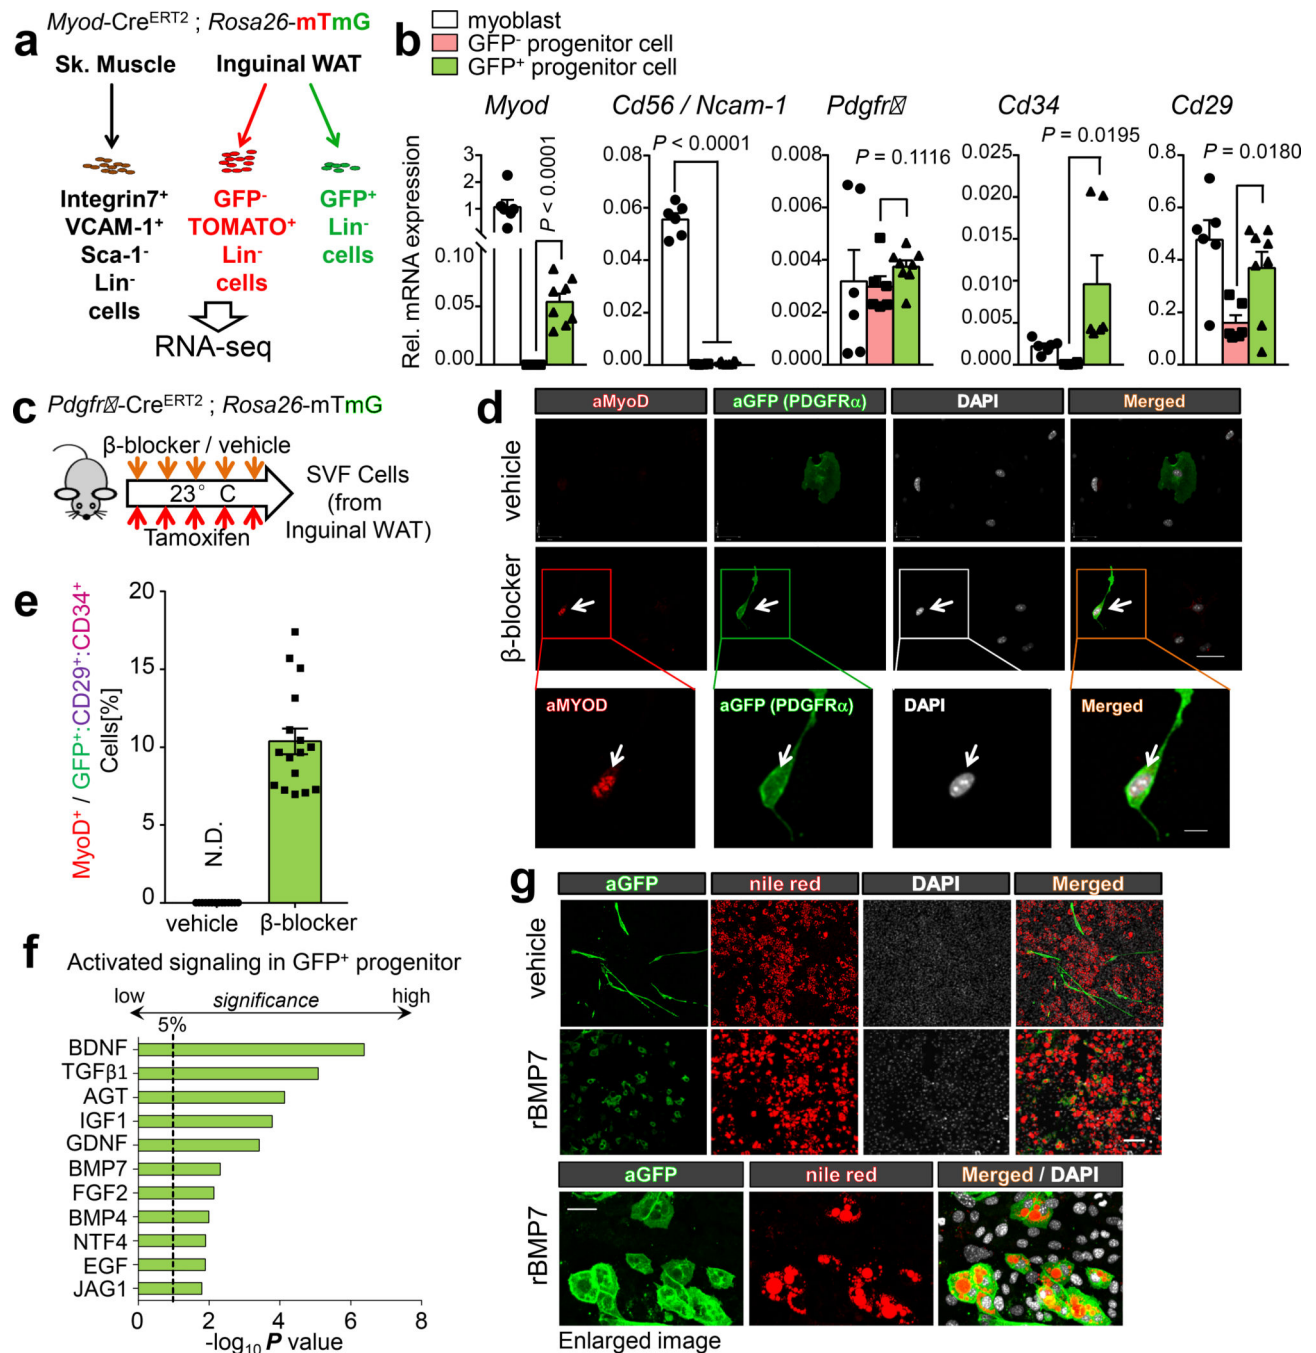 a
Myod-CreERT2 ; Rosa26-mTmG
Sk. Muscle
Inguinal WAT
Integrin7+
VCAM-1+
Sca-1-
Lin-
cells
GFP-
TOMATO+
Lin-
cells
GFP+
Lin-
cells
RNA-seq
b
myoblast
GFP- progenitor cell
GFP+ progenitor cell
Rel. mRNA expression
Myod
P < 0.0001
3
2
1
0.10
0.05
0.00
Cd56 / Ncam-1
P < 0.0001
0.08
0.06
0.04
0.02
0.00
Pdgfr☒
P = 0.1116
0.008
0.006
0.004
0.002
0.000
Cd34
P = 0.0195
0.025
0.020
0.015
0.010
0.005
0.000
Cd29
P = 0.0180
0.8
0.6
0.4
0.2
0.0
c
Pdgfr☒-CreERT2 ; Rosa26-mTmG
β-blocker / vehicle
23° C
Tamoxifen
SVF Cells
(from
Inguinal WAT)
d
aMyoD
aGFP (PDGFRα)
DAPI
Merged
vehicle
β-blocker
aMYOD
aGFP (PDGFRα)
DAPI
Merged
e
MyoD+ / GFP+:CD29+:CD34+
Cells[%]
20
15
10
5
0
N.D.
vehicle
β-blocker
f
Activated signaling in GFP+ progenitor
low
significance
high
5%
BDNF
TGFβ1
AGT
IGF1
GDNF
BMP7
FGF2
BMP4
NTF4
EGF
JAG1
0 2 4 6 8
-log10 P value
g
aGFP
nile red
DAPI
Merged
vehicle
rBMP7
aGFP
nile red
Merged / DAPI
rBMP7
Enlarged image